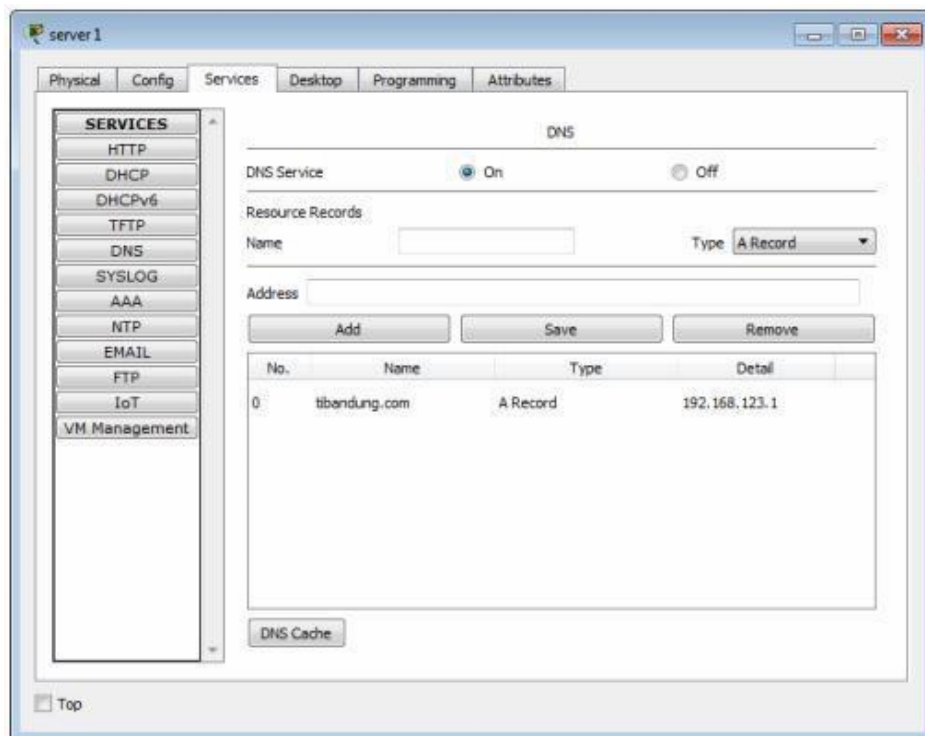 server1
Physical Config Services Desktop Programming Attributes
SERVICES
HTTP
DHCP
DHCPv6
TFTP
DNS
SYSLOG
AAA
NTP
EMAIL
FTP
IoT
VM Management
DNS
DNS Service On Off
Resource Records
Name Type A Record
Address
Add Save Remove
No. Name Type Detail
0 tibandung.com A Record 192.168.123.1
DNS Cache
Top